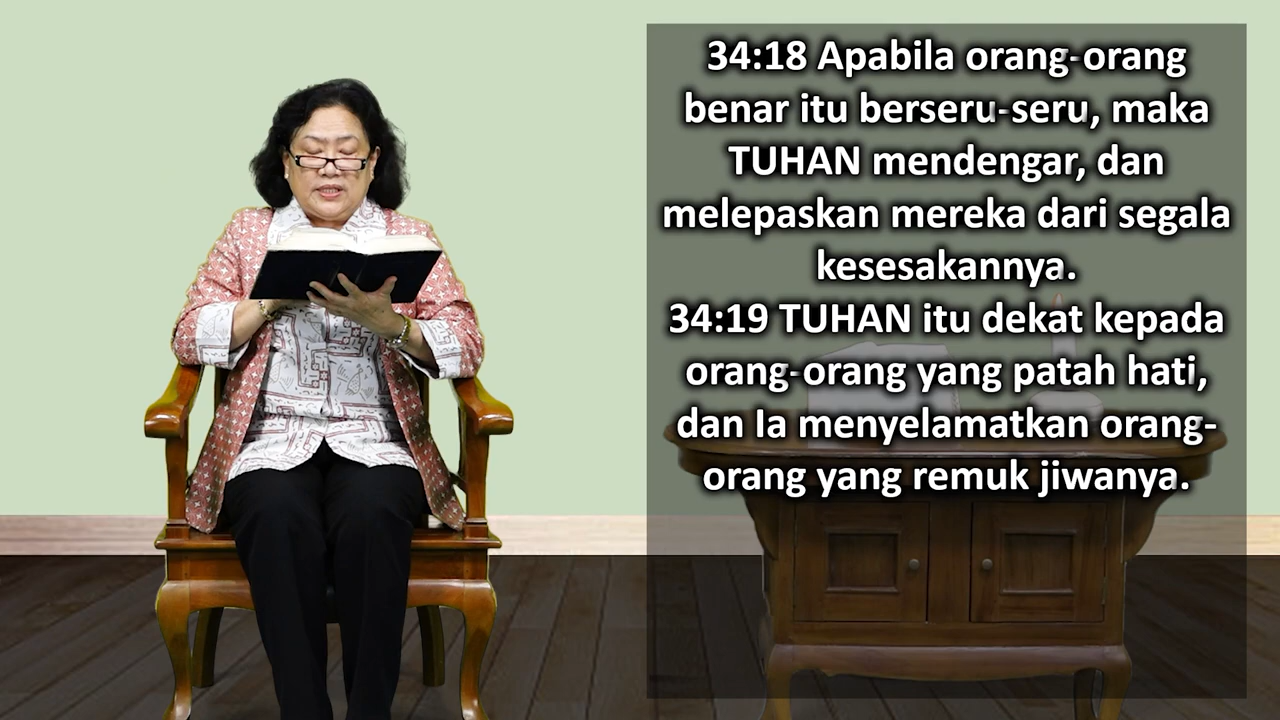 34:18 Apabila orang-orang
benar itu berseru-seru, maka
TUHAN mendengar, dan
melepaskan mereka dari segala
kesesakannya.
34:19 TUHAN itu dekat kepada
orang-orang yang patah hati,
dan Ia menyelamatkan orang-
orang yang remuk jiwanya.